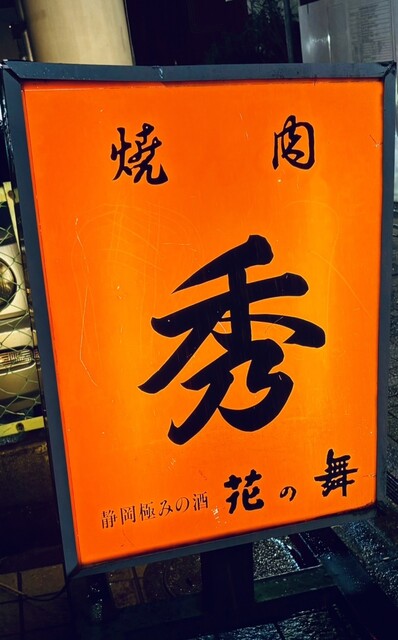 焼肉
秀
静岡極みの酒 花の舞